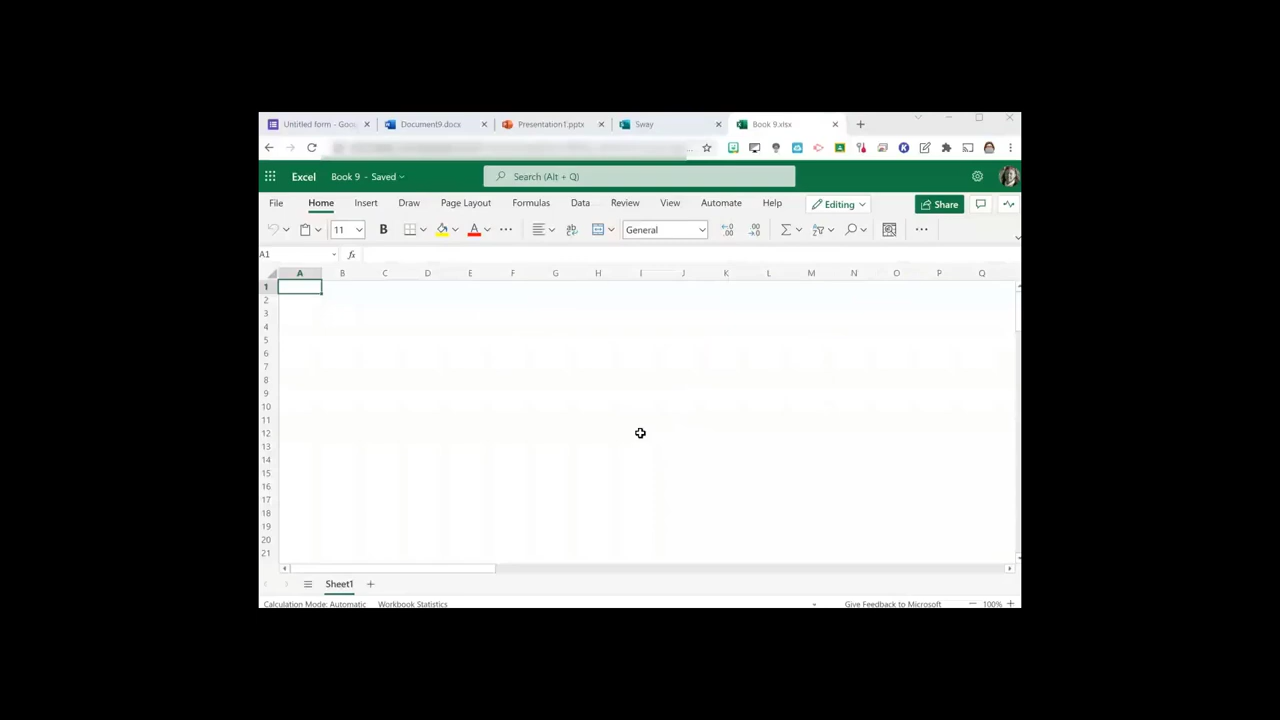 Untitled form - Goo Document9.docx Presentation1.pptx Sway Book 9.xlsx
Excel Book 9 - Saved Search (Alt + Q)
File Home Insert Draw Page Layout Formulas Data Review View Automate Help Editing Share
11 B A General
A1 fx
A B C D E F G H I J K L M N O P Q
1
2
3
4
5
6
7
8
9
10
11
12
13
14
15
16
17
18
19
20
21
Sheet1
Calculation Mode: Automatic Workbook Statistics Give Feedback to Microsoft 100%